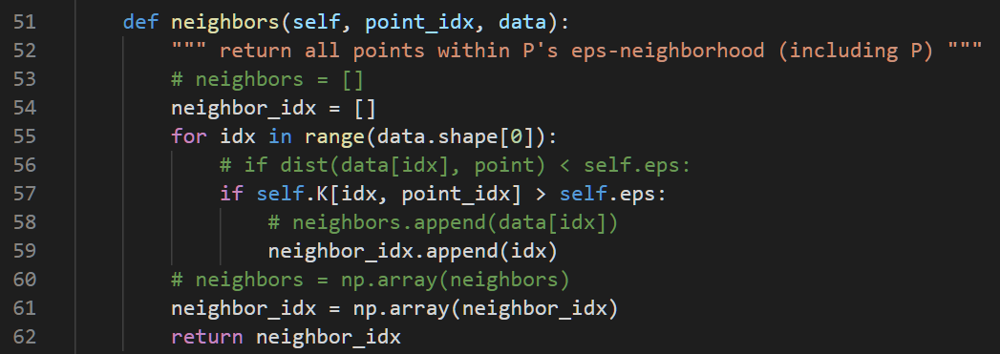 51 def neighbors(self, point_idx, data):
52 """ return all points within P's eps-neighborhood (including P) """
53 # neighbors = []
54 neighbor_idx = []
55 for idx in range(data.shape[0]):
56 # if dist(data[idx], point) < self.eps:
57 if self.K[idx, point_idx] > self.eps:
58 # neighbors.append(data[idx])
59 neighbor_idx.append(idx)
60 # neighbors = np.array(neighbors)
61 neighbor_idx = np.array(neighbor_idx)
62 return neighbor_idx